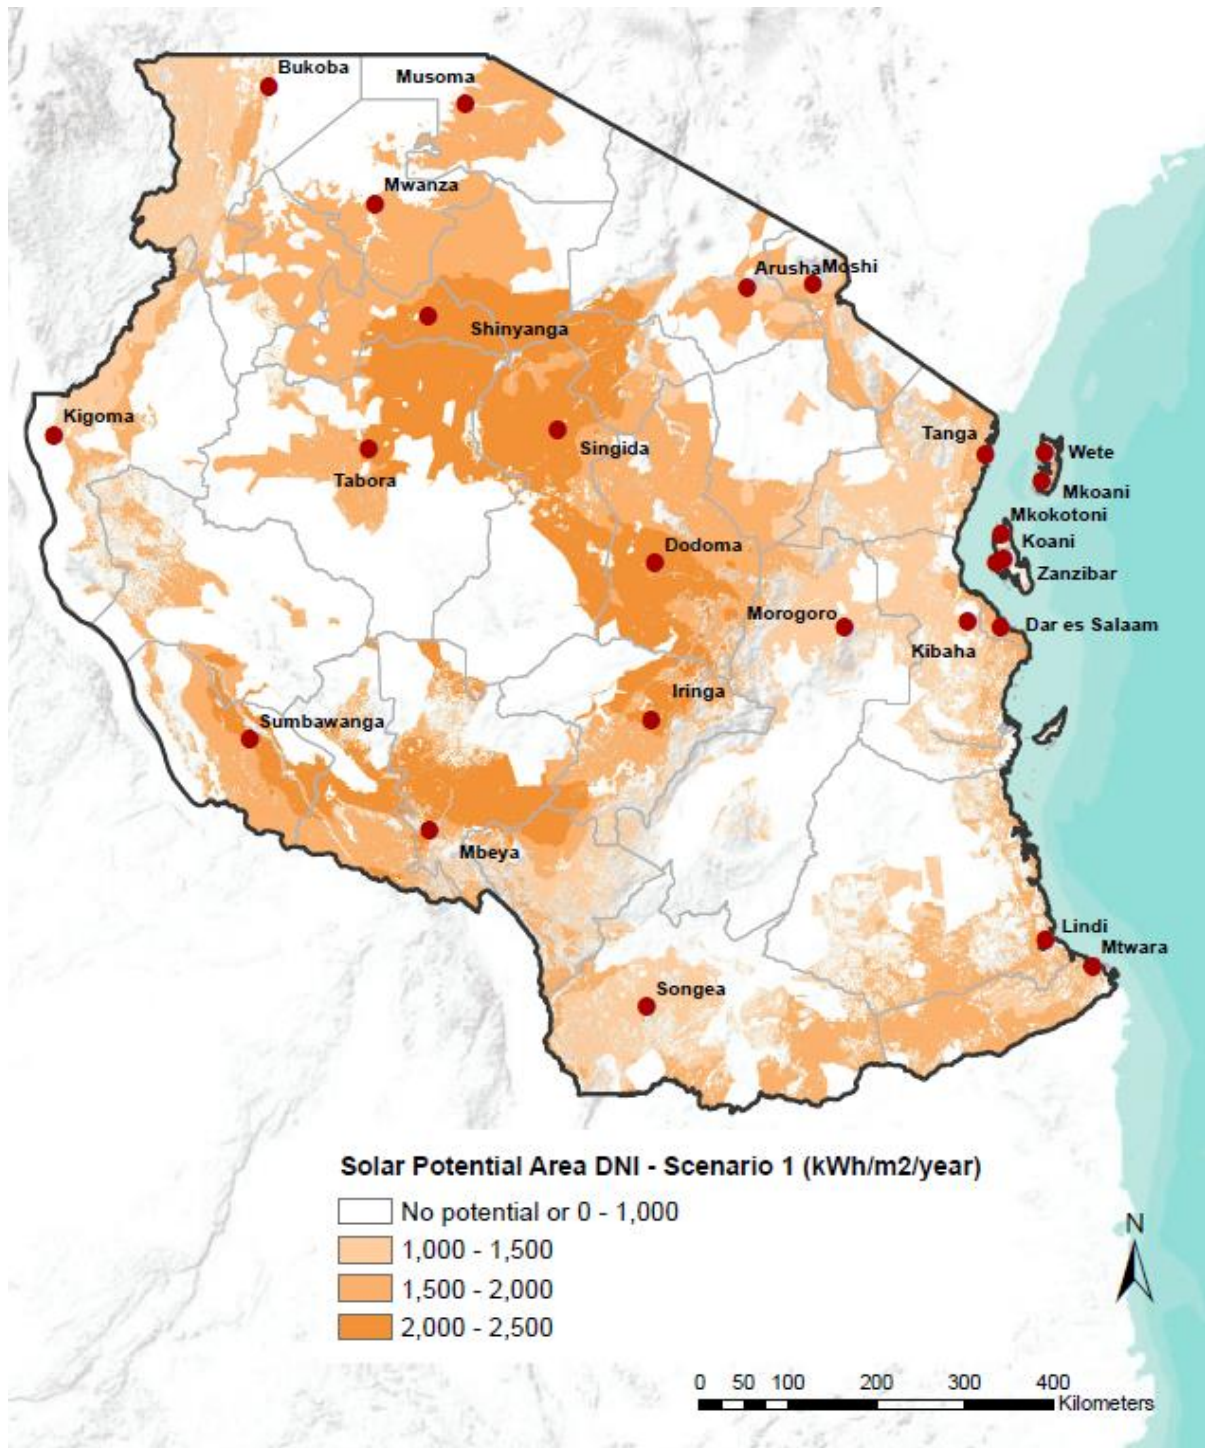 Bukoba
Musoma
Mwanza
Arusha
Moshi
Shinyanga
Kigoma
Singida
Tanga
Wete
Tabora
Mkoani
Mkokotoni
Koani
Dodoma
Zanzibar
Morogoro
Dar es Salaam
Kibaha
Iringa
Sumbawanga
Mbeya
Lindi
Mtwara
Songea
Solar Potential Area DNI - Scenario 1 (kWh/m2/year)
No potential or 0 - 1,000
1,000 - 1,500
1,500 - 2,000
2,000 - 2,500
N
0 50 100 200 300 400
Kilometers